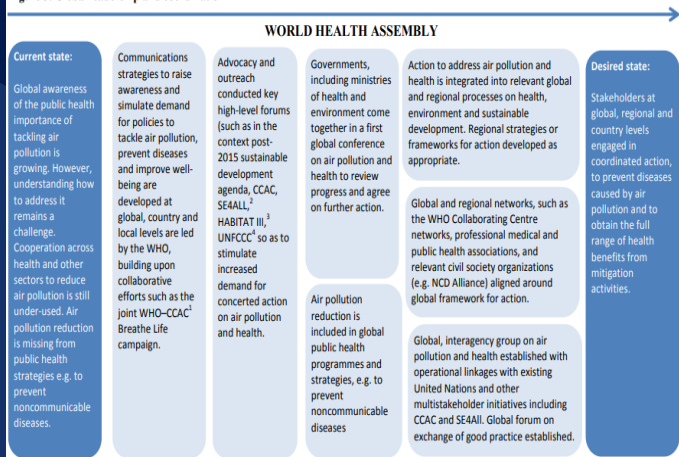 WORLD HEALTH ASSEMBLY
Current state:
Global awareness
of the public health
importance of
tackling air
pollution is
growing. However,
understanding how
to address it
remains a
challenge.
Cooperation across
health and other
sectors to reduce
air pollution is still
under-used. Air
pollution reduction
is missing from
public health
strategies e.g. to
prevent
noncommunicable
diseases.
Communications
strategies to raise
awareness and
simulate demand
for policies to
tackle air pollution,
prevent diseases
and improve well-
being are
developed at
global, country and
local levels are led
by the WHO,
building upon
collaborative
efforts such as the
joint WHO–CCAC¹
Breathe Life
campaign.
Advocacy and
outreach
conducted key
high-level forums
(such as in the
context post-
2015 sustainable
development
agenda, CCAC,
SE4ALL,²
HABITAT III,³
UNFCCC⁴ so as to
stimulate
increased
demand for
concerted action
on air pollution
and health.
Governments,
including ministries
of health and
environment come
together in a first
global conference
on air pollution and
health to review
progress and agree
on further action.
Air pollution
reduction is
included in global
public health
programmes and
strategies, e.g. to
prevent
noncommunicable
diseases
Action to address air pollution and
health is integrated into relevant global
and regional processes on health,
environment and sustainable
development. Regional strategies or
frameworks for action developed as
appropriate.
Global and regional networks, such as
the WHO Collaborating Centre
networks, professional medical and
public health associations, and
relevant civil society organizations
(e.g. NCD Alliance) aligned around
global framework for action.
Global, interagency group on air
pollution and health established with
operational linkages with existing
United Nations and other
multistakeholder initiatives including
CCAC and SE4All. Global forum on
exchange of good practice established.
Desired state:
Stakeholders at
global, regional and
country levels
engaged in
coordinated action,
to prevent diseases
caused by air
pollution and to
obtain the full
range of health
benefits from
mitigation
activities.